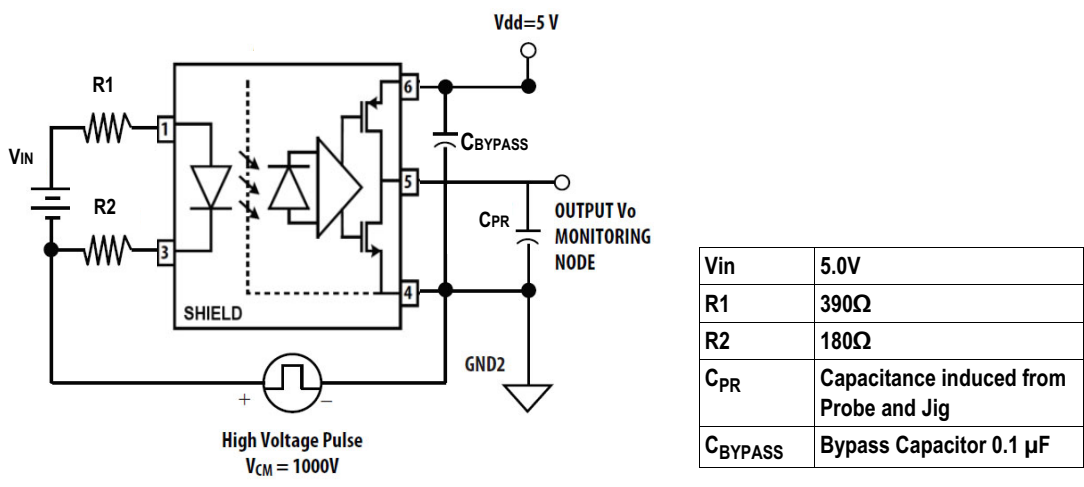 Vdd=5 V
R1
1
6
VIN
CBYPASS
R2
5
CPR
OUTPUT Vo
MONITORING
NODE
3
4
SHIELD
GND2
+
–
High Voltage Pulse
VCM = 1000V
Vin 5.0V
R1 390Ω
R2 180Ω
CPR Capacitance induced from
Probe and Jig
CBYPASS Bypass Capacitor 0.1 µF